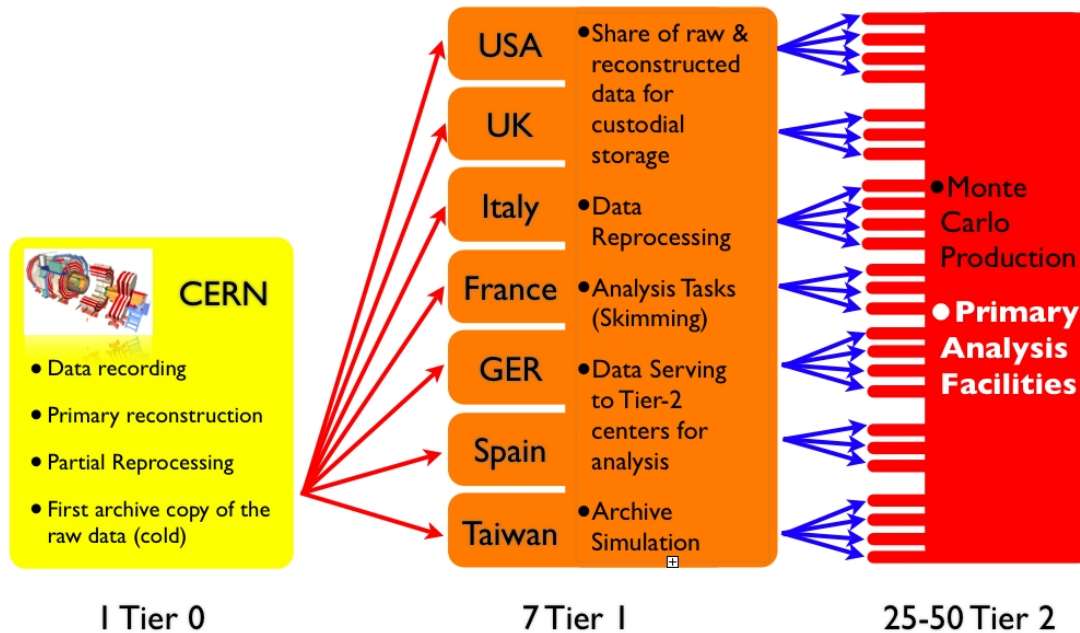 CERN
• Data recording
• Primary reconstruction
• Partial Reprocessing
• First archive copy of the
raw data (cold)
1 Tier 0
USA
UK
Italy
France
GER
Spain
Taiwan
• Share of raw &
reconstructed
data for
custodial
storage
• Data
Reprocessing
• Analysis Tasks
(Skimming)
• Data Serving
to Tier-2
centers for
analysis
• Archive
Simulation
7 Tier 1
• Monte
Carlo
Production
• Primary
Analysis
Facilities
25-50 Tier 2